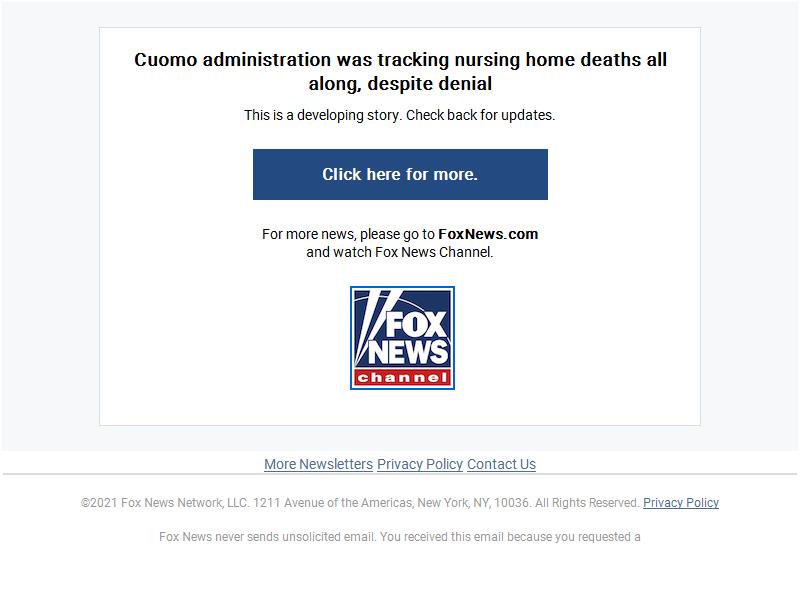 Cuomo administration was tracking nursing home deaths all
along, despite denial
This is a developing story. Check back for updates.
Click here for more.
For more news, please go to FoxNews.com
and watch Fox News Channel.
FOX
NEWS
channel
More Newsletters Privacy Policy Contact Us
©2021 Fox News Network, LLC. 1211 Avenue of the Americas, New York, NY, 10036. All Rights Reserved. Privacy Policy
Fox News never sends unsolicited email. You received this email because you requested a